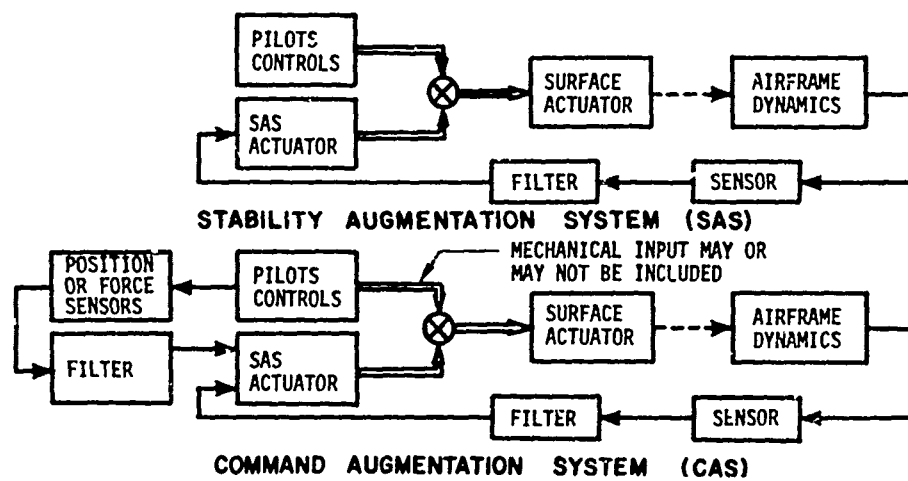 PILOTS
CONTROLS
SURFACE
ACTUATOR
AIRFRAME
DYNAMICS
SAS
ACTUATOR
FILTER
SENSOR
STABILITY AUGMENTATION SYSTEM (SAS)
MECHANICAL INPUT MAY OR
MAY NOT BE INCLUDED
POSITION
OR FORCE
SENSORS
PILOTS
CONTROLS
SURFACE
ACTUATOR
AIRFRAME
DYNAMICS
FILTER
SAS
ACTUATOR
FILTER
SENSOR
COMMAND AUGMENTATION SYSTEM (CAS)